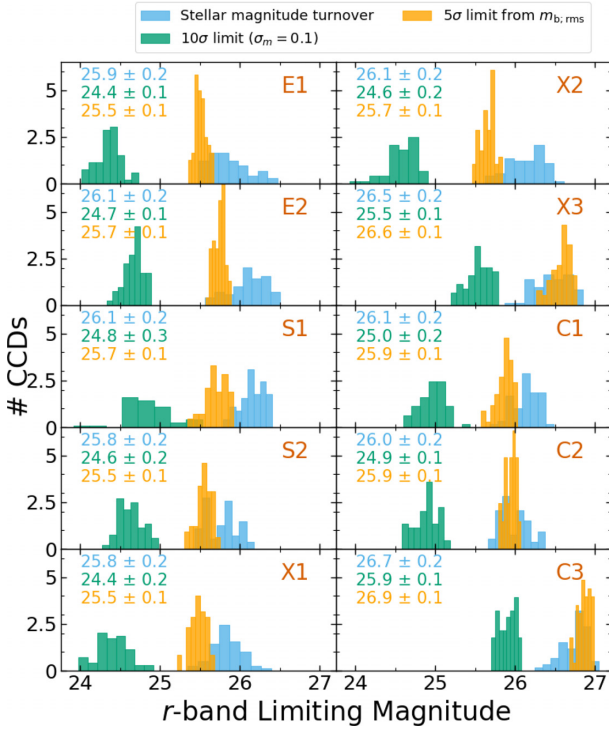 Stellar magnitude turnover
10σ limit (σₘ = 0.1)
5σ limit from m_b; rms
25.9 ± 0.2
24.4 ± 0.1
25.5 ± 0.1
E1
26.1 ± 0.2
24.6 ± 0.2
25.7 ± 0.1
X2
26.1 ± 0.2
24.7 ± 0.1
25.7 ± 0.1
E2
26.5 ± 0.2
25.5 ± 0.1
26.6 ± 0.1
X3
26.1 ± 0.2
24.8 ± 0.3
25.7 ± 0.1
S1
26.1 ± 0.2
25.0 ± 0.2
25.9 ± 0.1
C1
25.8 ± 0.2
24.6 ± 0.2
25.5 ± 0.1
S2
26.0 ± 0.2
24.9 ± 0.1
25.9 ± 0.1
C2
25.8 ± 0.2
24.4 ± 0.2
25.5 ± 0.1
X1
26.7 ± 0.2
25.9 ± 0.1
26.9 ± 0.1
C3
5.0
2.5
0
5.0
2.5
0
5.0
2.5
0
5.0
2.5
0
5.0
2.5
0
# CCDs
24 25 26 27 24 25 26 27
r-band Limiting Magnitude